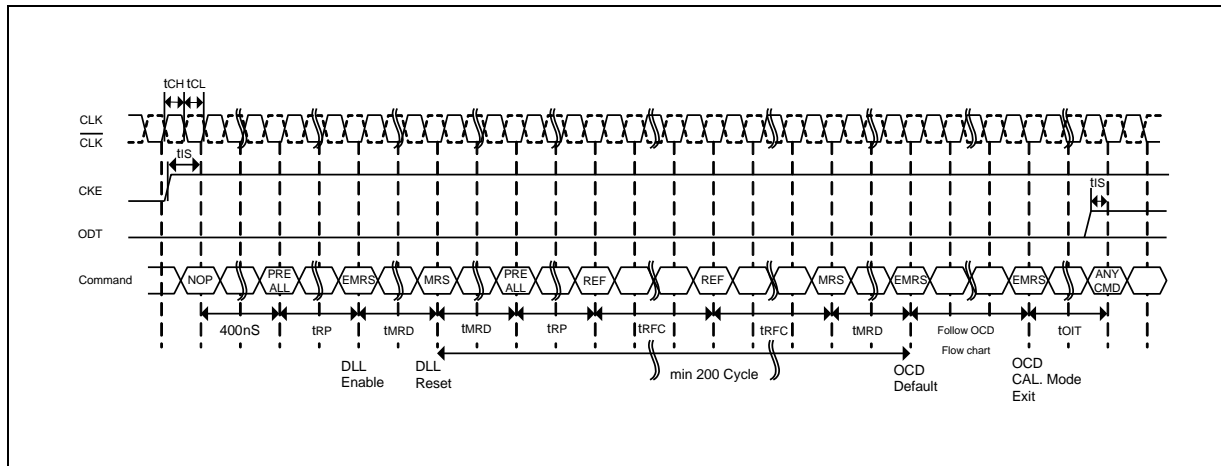 tCH tCL
CLK
CLK
tIS
CKE
tIS
ODT
Command
NOP
PRE
ALL
EMRS
MRS
PRE
ALL
REF
REF
MRS
EMRS
EMRS
ANY
CMD
400nS
tRP
tMRD
tMRD
tRP
tRFC
tRFC
tMRD
Follow OCD
Flow chart
tOIT
DLL
Enable
DLL
Reset
min 200 Cycle
OCD
Default
OCD
CAL. Mode
Exit